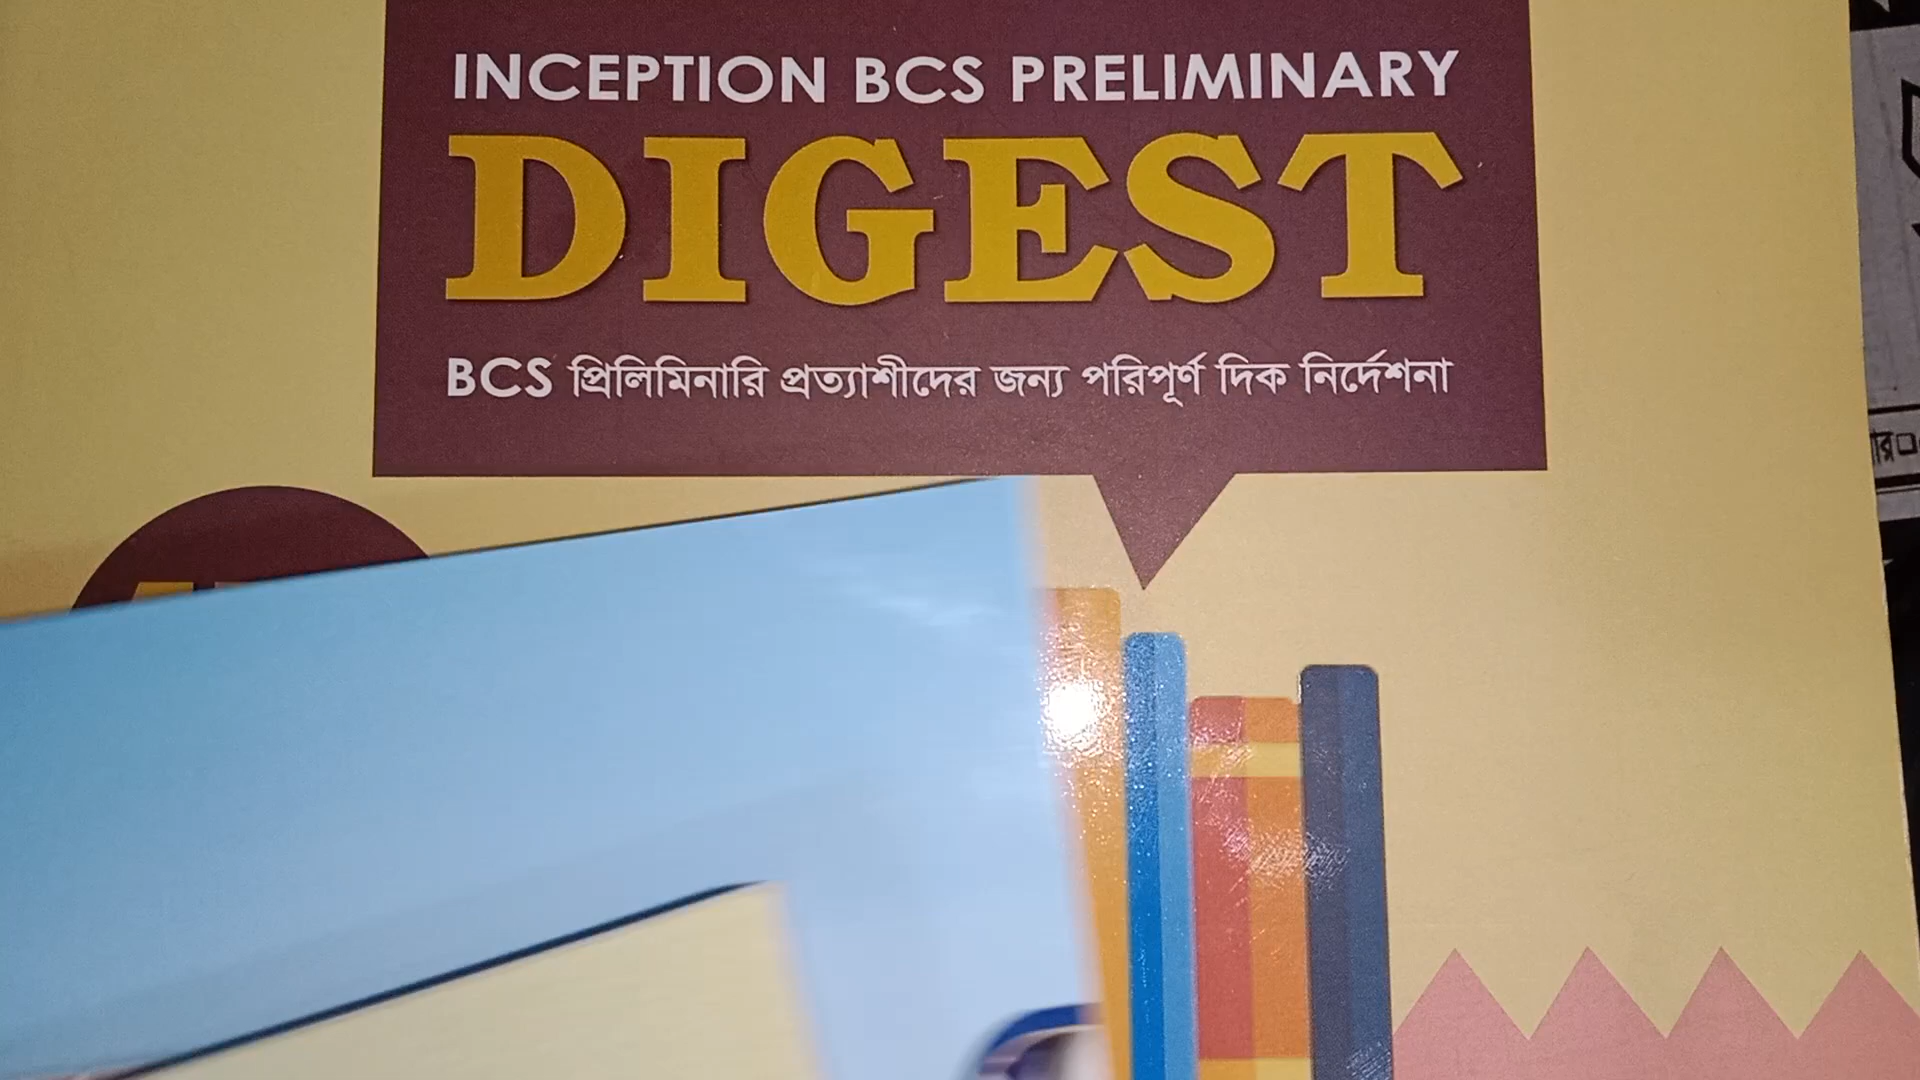 INCEPTION BCS PRELIMINARY
DIGEST
BCS প্রিলিমিনারি প্রত্যাশীদের জন্য পরিপূর্ণ দিক নির্দেশনা